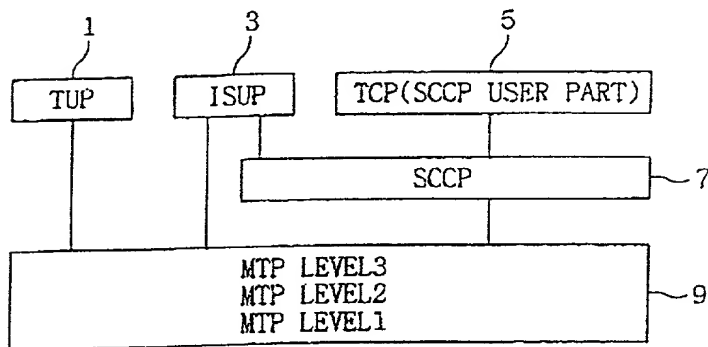 1
3
5
TUP
ISUP
TCP(SCCP USER PART)
SCCP
7
MTP LEVEL3
MTP LEVEL2
MTP LEVEL1
9